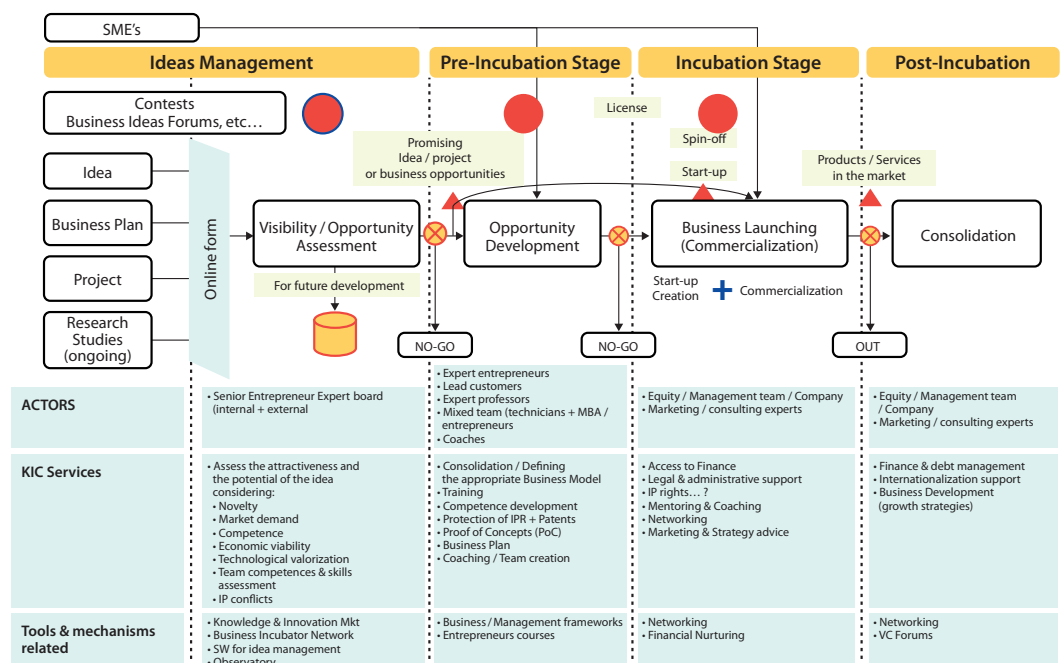 SME's
Ideas Management
Pre-Incubation Stage
Incubation Stage
Post-Incubation
Contests
Business Ideas Forums, etc…
License
Promising
Idea / project
or business opportunities
Spin-off
Start-up
Products / Services
in the market
Idea
Business Plan
Project
Research
Studies
(ongoing)
Online form
Visibility / Opportunity
Assessment
Opportunity
Development
Business Launching
(Commercialization)
Consolidation
For future development
Start-up
Creation
+
Commercialization
NO-GO
NO-GO
OUT
ACTORS
• Senior Entrepreneur Expert board
(internal + external
• Expert entrepreneurs
• Lead customers
• Expert professors
• Mixed team (technicians + MBA /
entrepreneurs
• Coaches
• Equity / Management team / Company
• Marketing / consulting experts
• Equity / Management team
/ Company
• Marketing / consulting experts
KIC Services
• Assess the attractiveness and
the potential of the idea
considering:
• Novelty
• Market demand
• Competence
• Economic viability
• Technological valorization
• Team competences & skills
assessment
• IP conflicts
• Consolidation / Defining
the appropriate Business Model
• Training
• Competence development
• Protection of IPR + Patents
• Proof of Concepts (PoC)
• Business Plan
• Coaching / Team creation
• Access to Finance
• Legal & administrative support
• IP rights… ?
• Mentoring & Coaching
• Networking
• Marketing & Strategy advice
• Finance & debt management
• Internationalization support
• Business Development
(growth strategies)
Tools & mechanisms
related
• Knowledge & Innovation Mkt
• Business Incubator Network
• SW for idea management
• Observatory
• Business / Management frameworks
• Entrepreneurs courses
• Networking
• Financial Nurturing
• Networking
• VC Forums